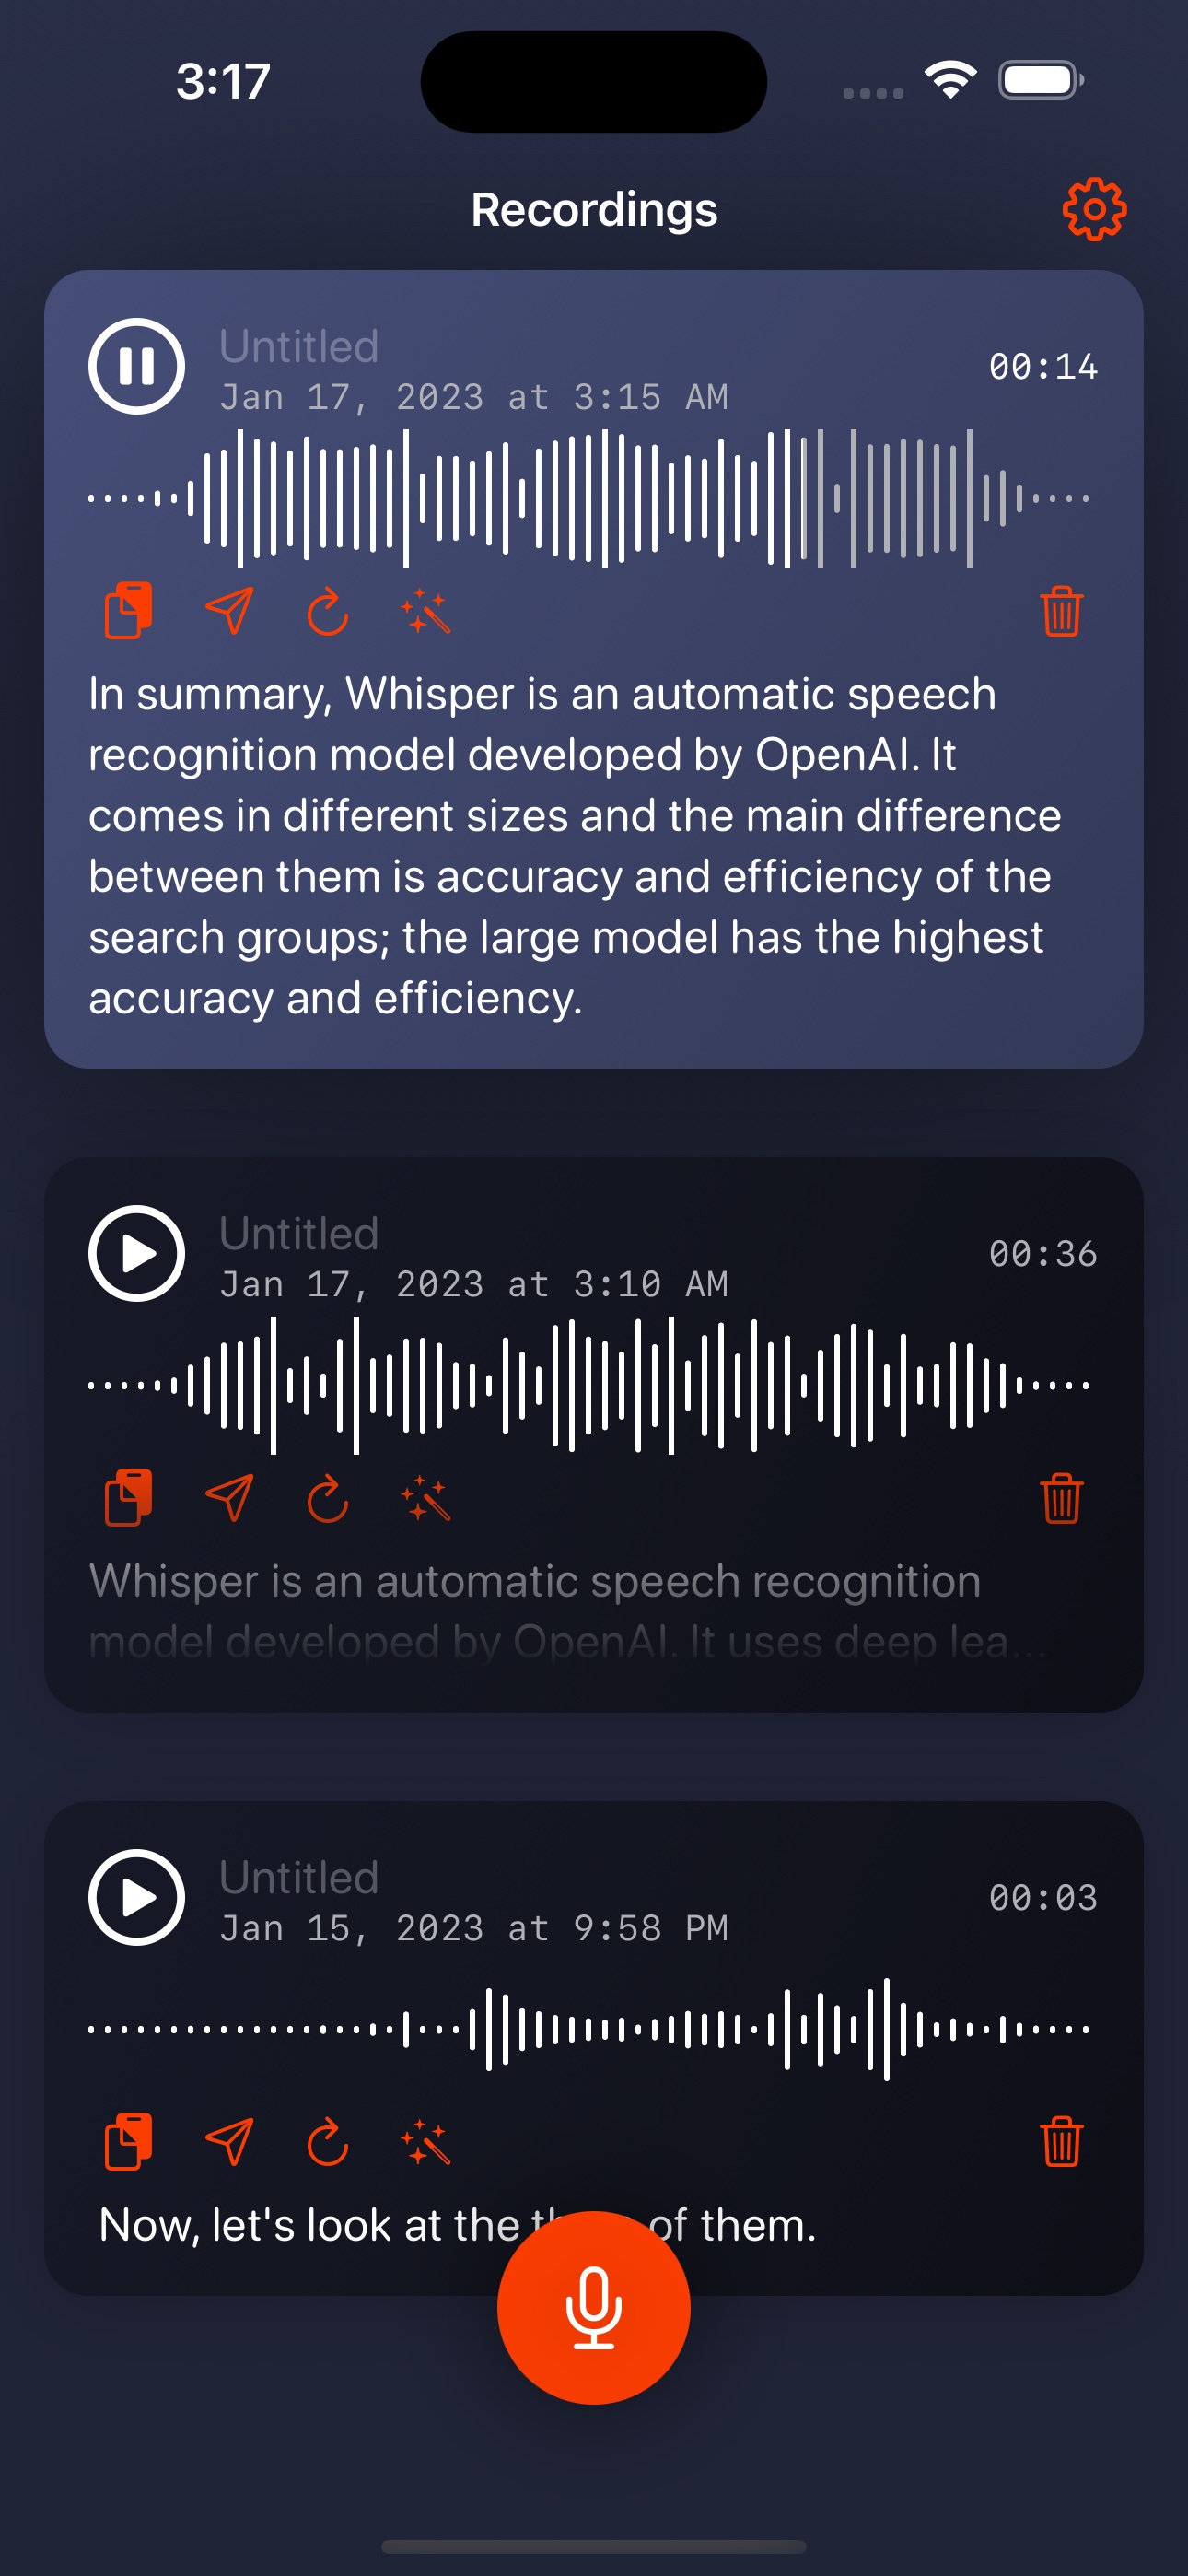 3:17
Recordings
Untitled
00:14
Jan 17, 2023 at 3:15 AM
In summary, Whisper is an automatic speech
recognition model developed by OpenAI. It
comes in different sizes and the main difference
between them is accuracy and efficiency of the
search groups; the large model has the highest
accuracy and efficiency.
Untitled
00:36
Jan 17, 2023 at 3:10 AM
Whisper is an automatic speech recognition
model developed by OpenAI. It uses deep lea...
Untitled
00:03
Jan 15, 2023 at 9:58 PM
Now, let's look at the of them.